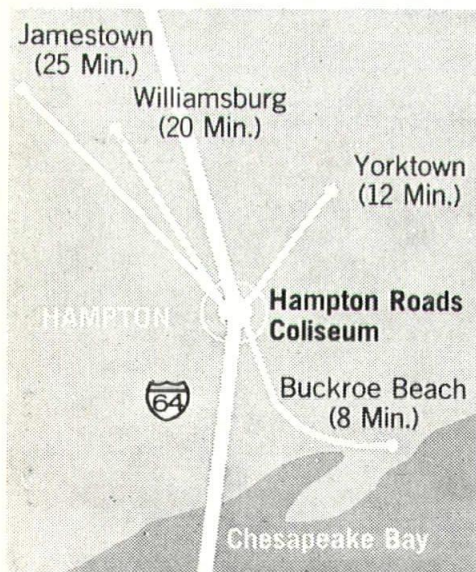 Jamestown
(25 Min.)
Williamsburg
(20 Min.)
Yorktown
(12 Min.)
HAMPTON
Hampton Roads
Coliseum
64
Buckroe Beach
(8 Min.)
Chesapeake Bay